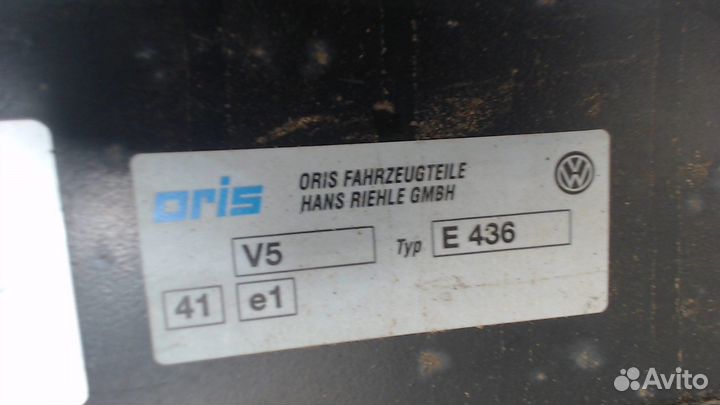 oris
ORIS FAHRZEUGTEILE
HANS RIEHLE GMBH
V5
Typ E 436
41 e1
Avito